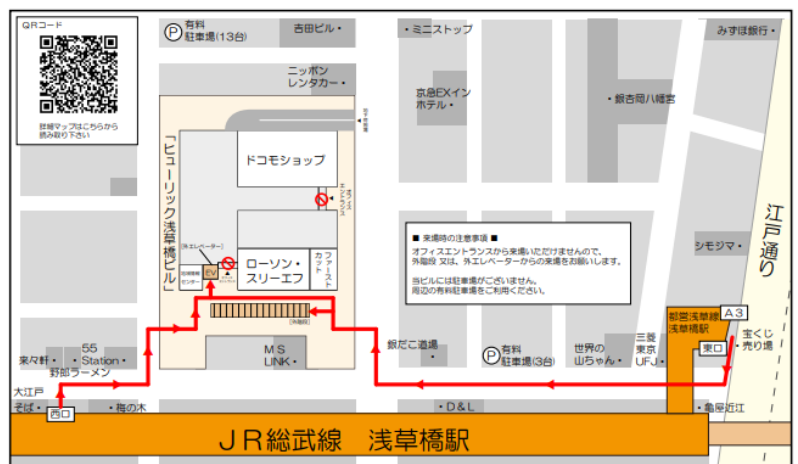 QRコード
詳細マップはこちらから
読み取り下さい
P 有料
駐車場(13台)
吉田ビル・
・ミニストップ
みずほ銀行・
ニッポン
レンタカー・
京急EXイン
ホテル・
・銀杏岡八幡宮
「ヒューリック浅草橋ビル」
ドコモショップ
オフィス
エントランス
[外エレベーター]
EV
センター
ローソン・
スリーエフ
ファースト
カット
[外階段]
■ 来場時の注意事項 ■
オフィスエントランスから来場いただけませんので、
外階段 又は、外エレベーターからの来場をお願いします。
当ビルには駐車場がございません。
周辺の有料駐車場をご利用ください。
シモジマ・
江戸通り
都営浅草線
浅草橋駅
A3
東口
宝くじ
・売り場
来々軒・
・55
Station・
野郎ラーメン
MS
LINK・
銀だこ道場
P 有料
駐車場(3台)
世界の
山ちゃん・
三菱
東京
UFJ・
大江戸
そば・
西口
・梅の木
・D&L
・亀屋近江
JR総武線 浅草橋駅